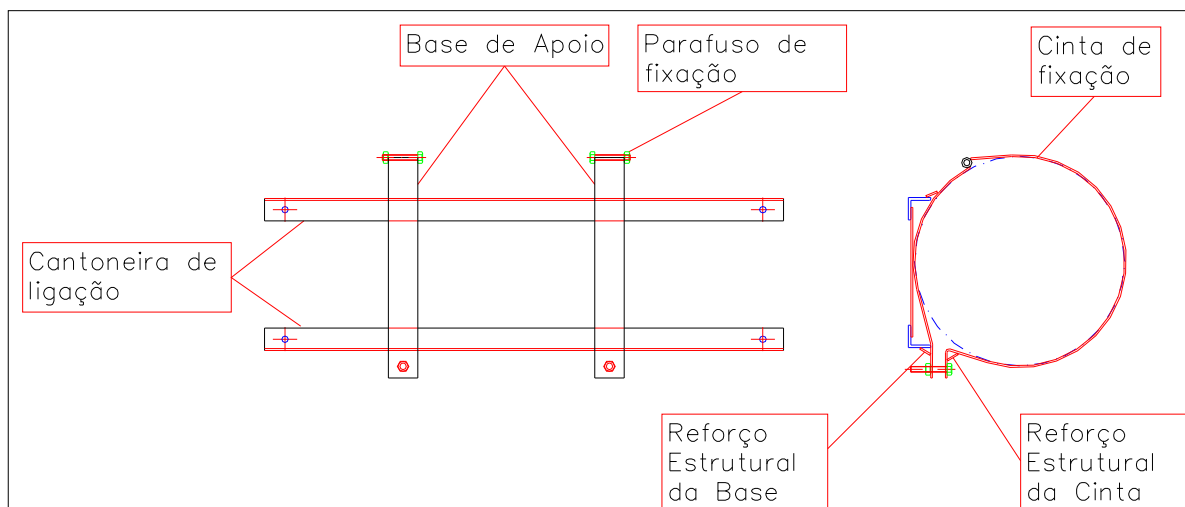 Base de Apoio
Parafuso de
fixação
Cinta de
fixação
Cantoneira de
ligação
Reforço
Estrutural
da Base
Reforço
Estrutural
da Cinta